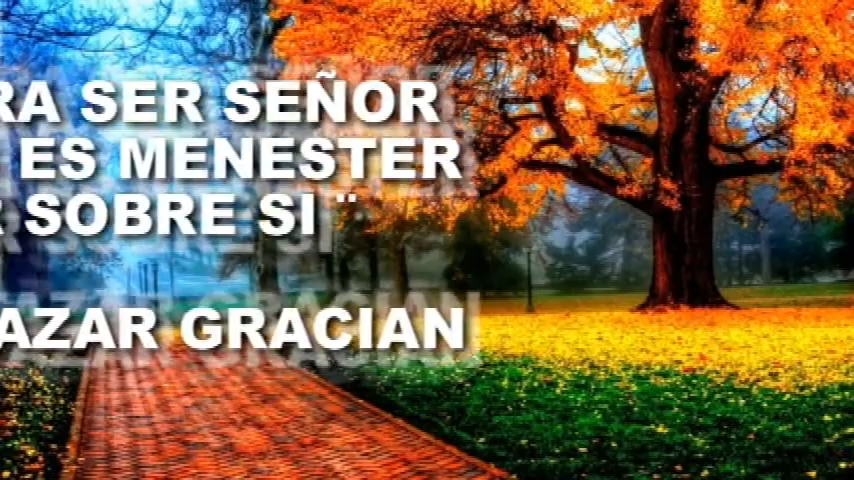 RA SER SEÑOR
ES MENESTER
R SOBRE SI ¨
AZAR GRACIAN